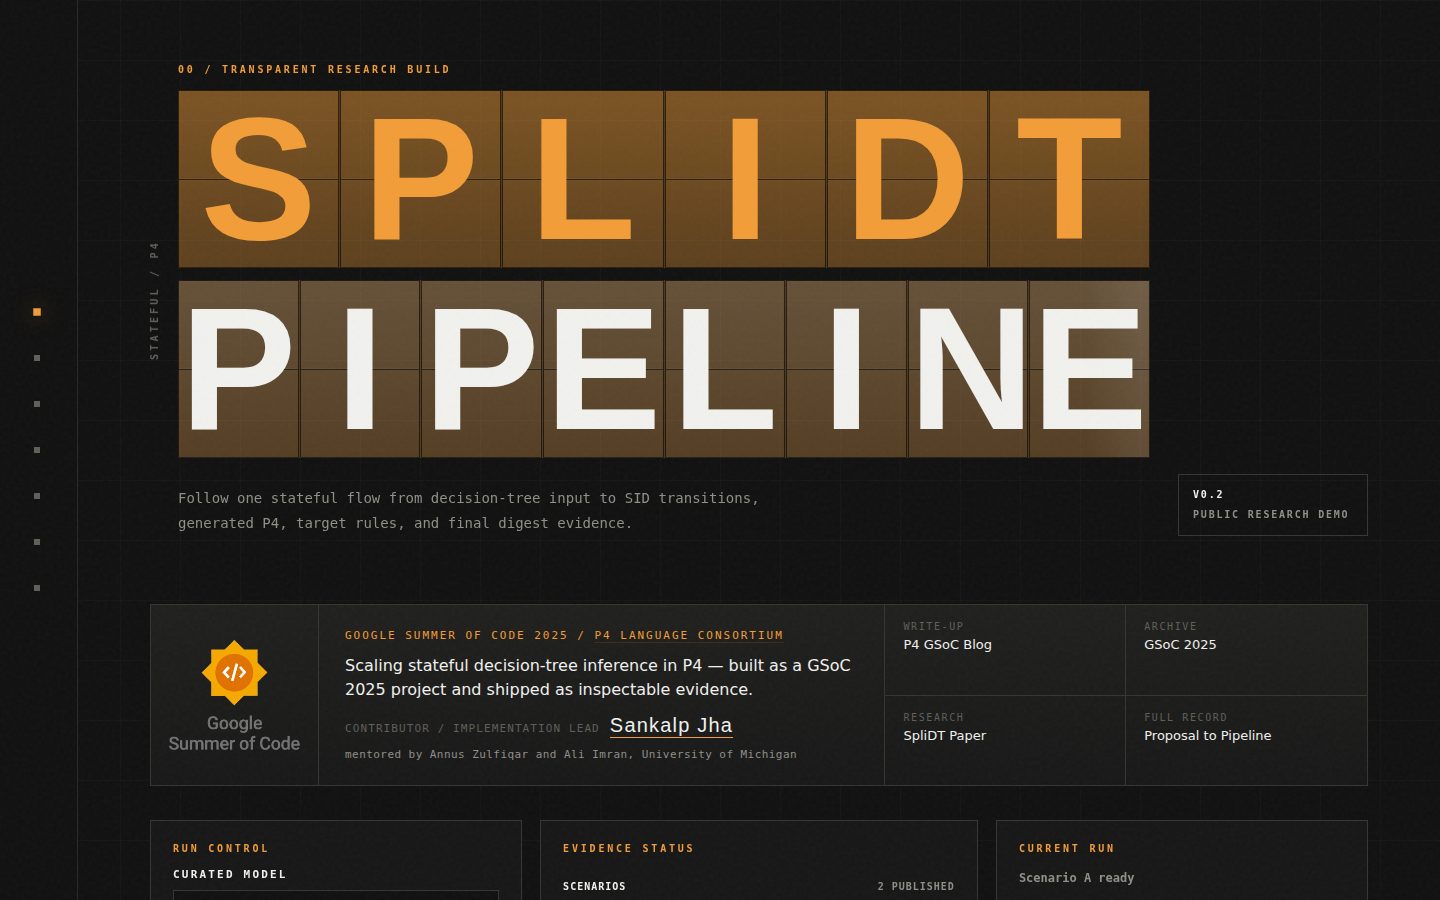 00 / TRANSPARENT RESEARCH BUILD
SPLIDT
PIPELINE
STATEFUL / P4
Follow one stateful flow from decision-tree input to SID transitions,
generated P4, target rules, and final digest evidence.
V0.2
PUBLIC RESEARCH DEMO
Google
Summer of Code
GOOGLE SUMMER OF CODE 2025 / P4 LANGUAGE CONSORTIUM
Scaling stateful decision-tree inference in P4 — built as a GSoC
2025 project and shipped as inspectable evidence.
CONTRIBUTOR / IMPLEMENTATION LEAD Sankalp Jha
mentored by Annus Zulfiqar and Ali Imran, University of Michigan
WRITE-UP
P4 GSoC Blog
ARCHIVE
GSoC 2025
RESEARCH
SpliDT Paper
FULL RECORD
Proposal to Pipeline
RUN CONTROL
CURATED MODEL
EVIDENCE STATUS
SCENARIOS 2 PUBLISHED
CURRENT RUN
Scenario A ready